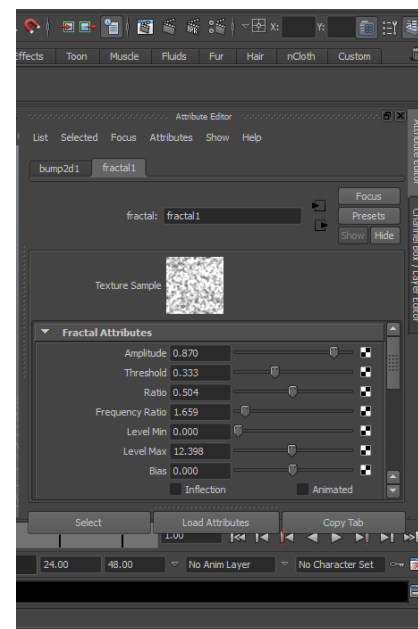 X: Y:
ffects Toon Muscle Fluids Fur Hair nCloth Custom
Attribute Editor
List Selected Focus Attributes Show Help
bump2d1 fractal1
Focus
fractal: fractal1
Presets
Show Hide
Texture Sample
Fractal Attributes
Amplitude 0.870
Threshold 0.333
Ratio 0.504
Frequency Ratio 1.659
Level Min 0.000
Level Max 12.398
Bias 0.000
Inflection Animated
Select Load Attributes Copy Tab
1.00
24.00 48.00 No Anim Layer No Character Set
Attribute Editor
Channel Box / Layer Editor